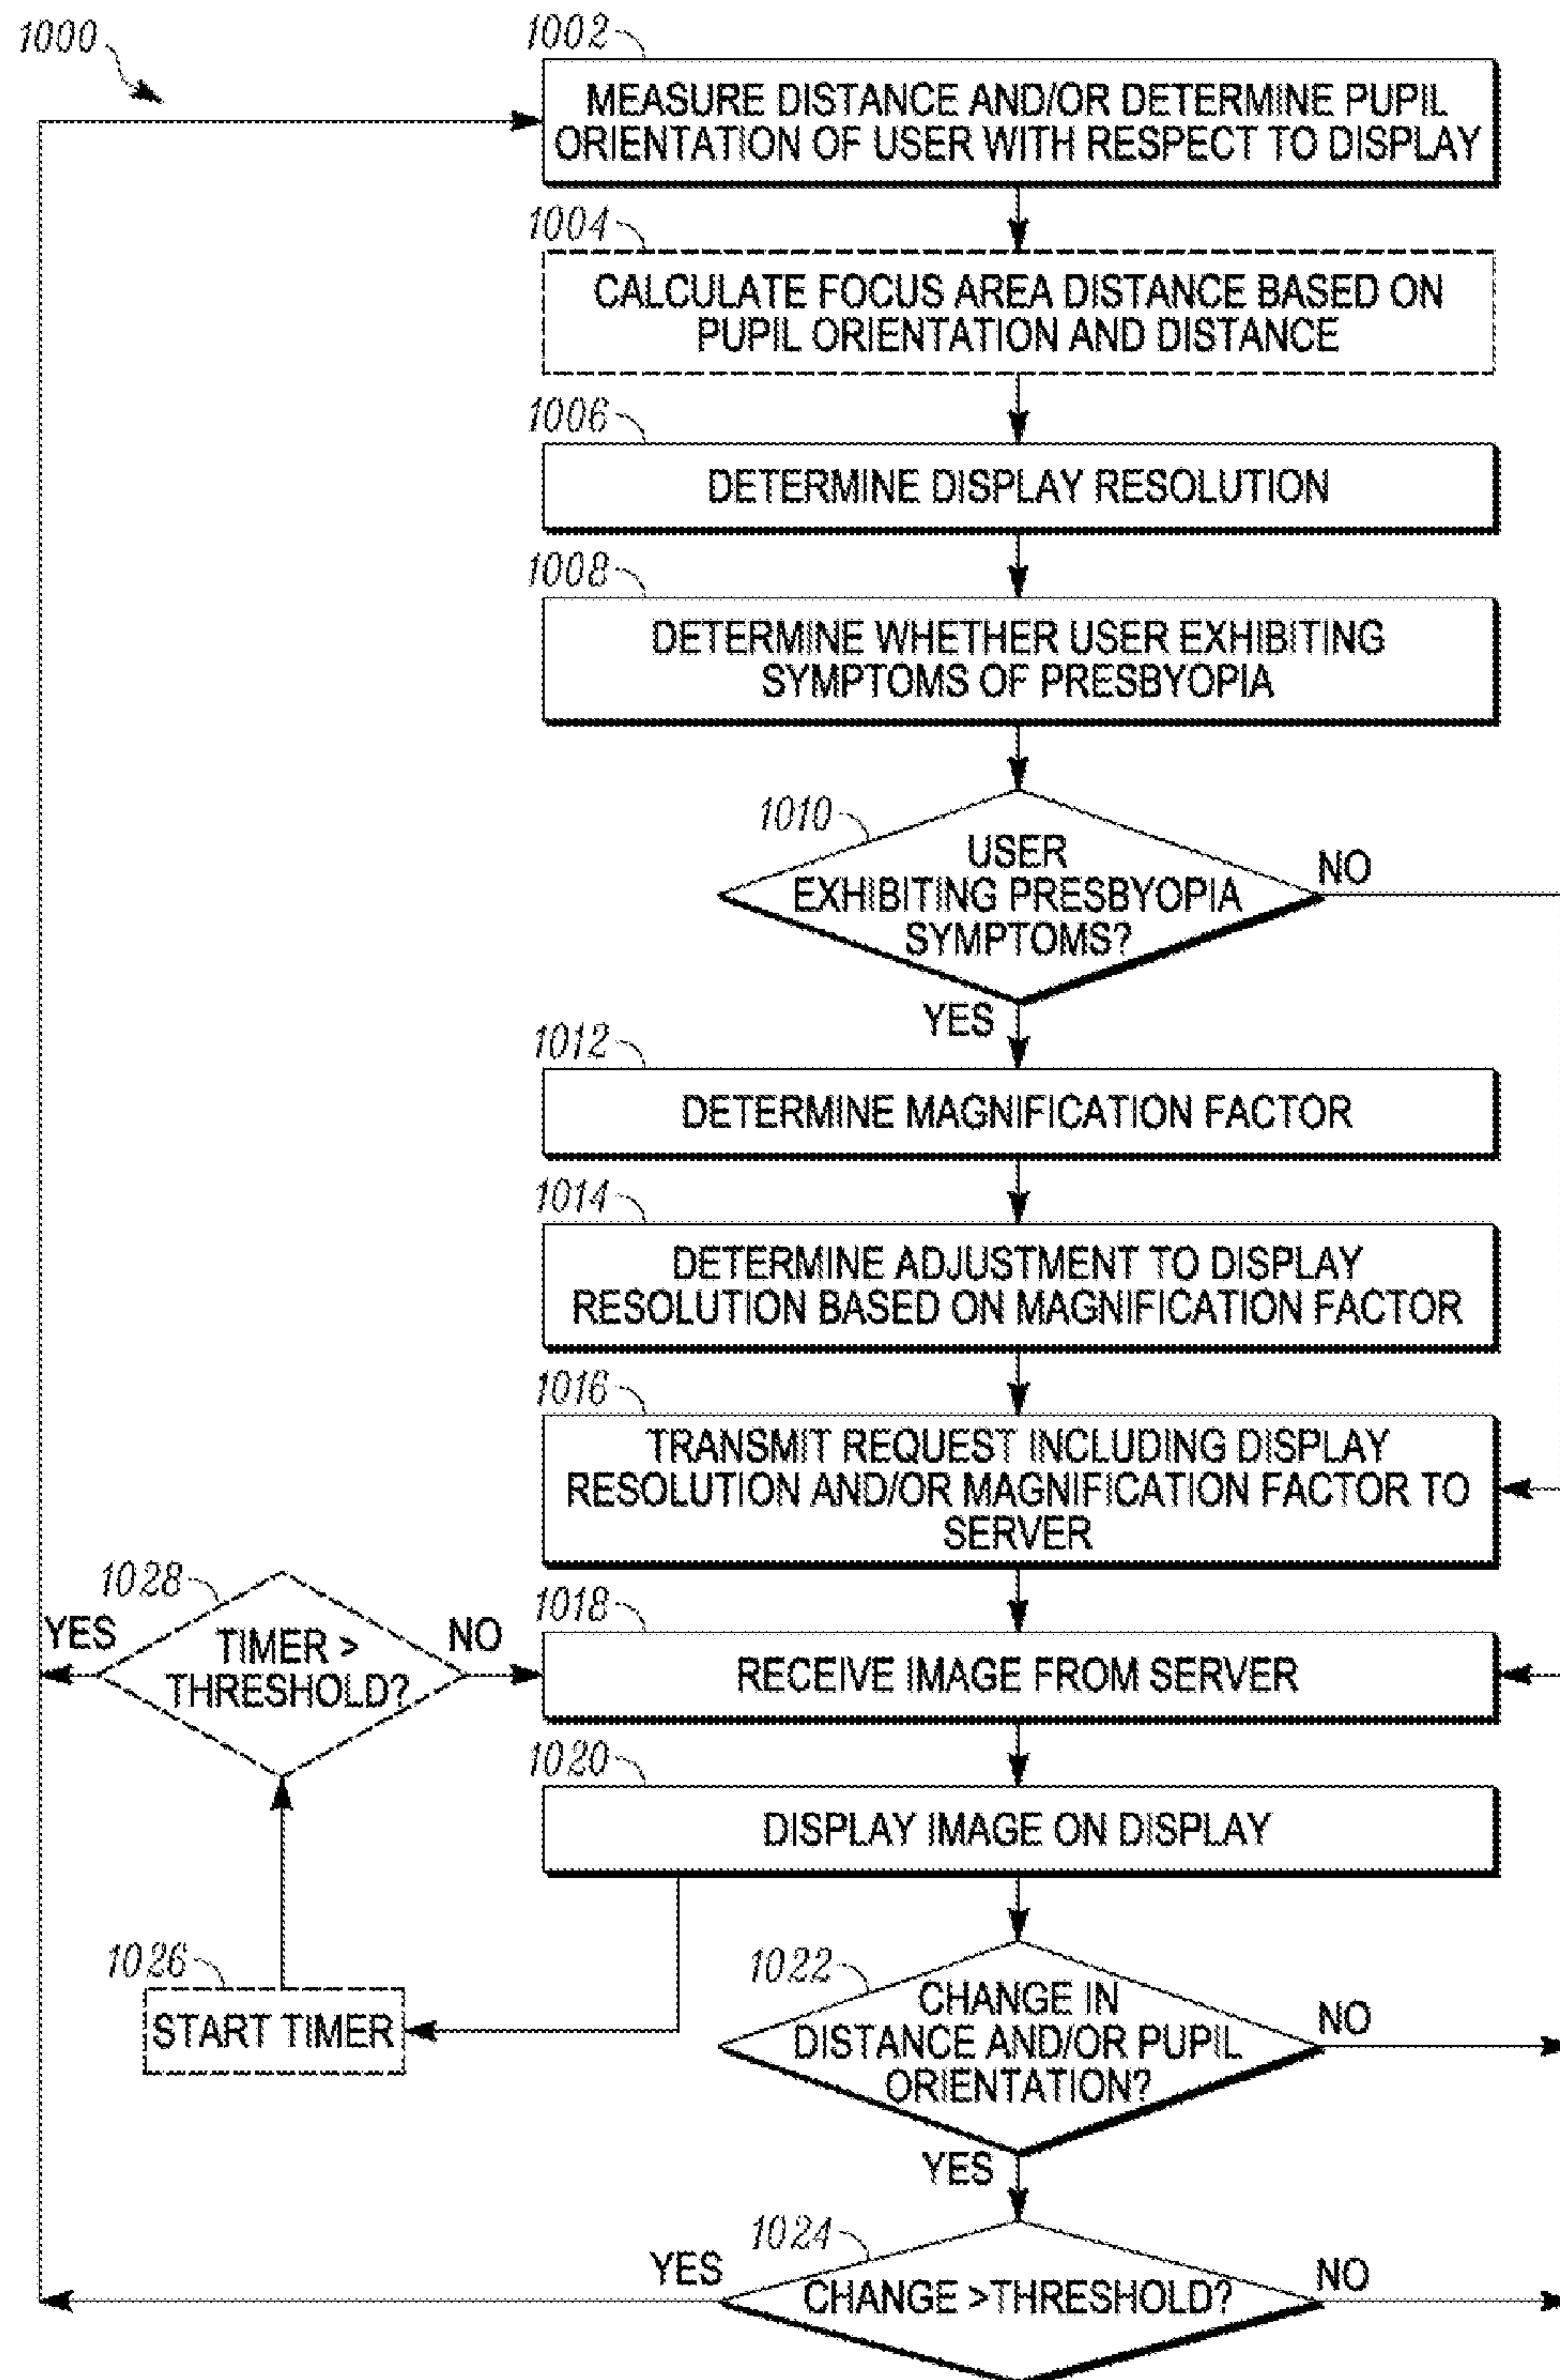 1000
1002
MEASURE DISTANCE AND/OR DETERMINE PUPIL
ORIENTATION OF USER WITH RESPECT TO DISPLAY
1004
CALCULATE FOCUS AREA DISTANCE BASED ON
PUPIL ORIENTATION AND DISTANCE
1006
DETERMINE DISPLAY RESOLUTION
1008
DETERMINE WHETHER USER EXHIBITING
SYMPTOMS OF PRESBYOPIA
1010
USER
EXHIBITING PRESBYOPIA
SYMPTOMS?
NO
YES
1012
DETERMINE MAGNIFICATION FACTOR
1014
DETERMINE ADJUSTMENT TO DISPLAY
RESOLUTION BASED ON MAGNIFICATION FACTOR
1016
TRANSMIT REQUEST INCLUDING DISPLAY
RESOLUTION AND/OR MAGNIFICATION FACTOR TO
SERVER
1028
YES
TIMER >
THRESHOLD?
NO
1018
RECEIVE IMAGE FROM SERVER
1020
DISPLAY IMAGE ON DISPLAY
1026
START TIMER
1022
CHANGE IN
DISTANCE AND/OR PUPIL
ORIENTATION?
NO
YES
1024
YES
CHANGE >THRESHOLD?
NO